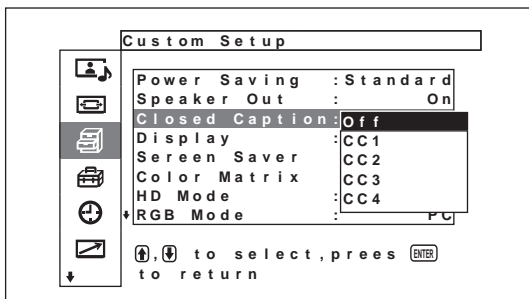 Custom Setup
Power Saving :Standard
Speaker Out : On
Closed Caption: Off
Display : CC1
Sereen Saver CC2
Color Matrix CC3
HD Mode : CC4
RGB Mode : PC
, to select,prees ENTER
to return